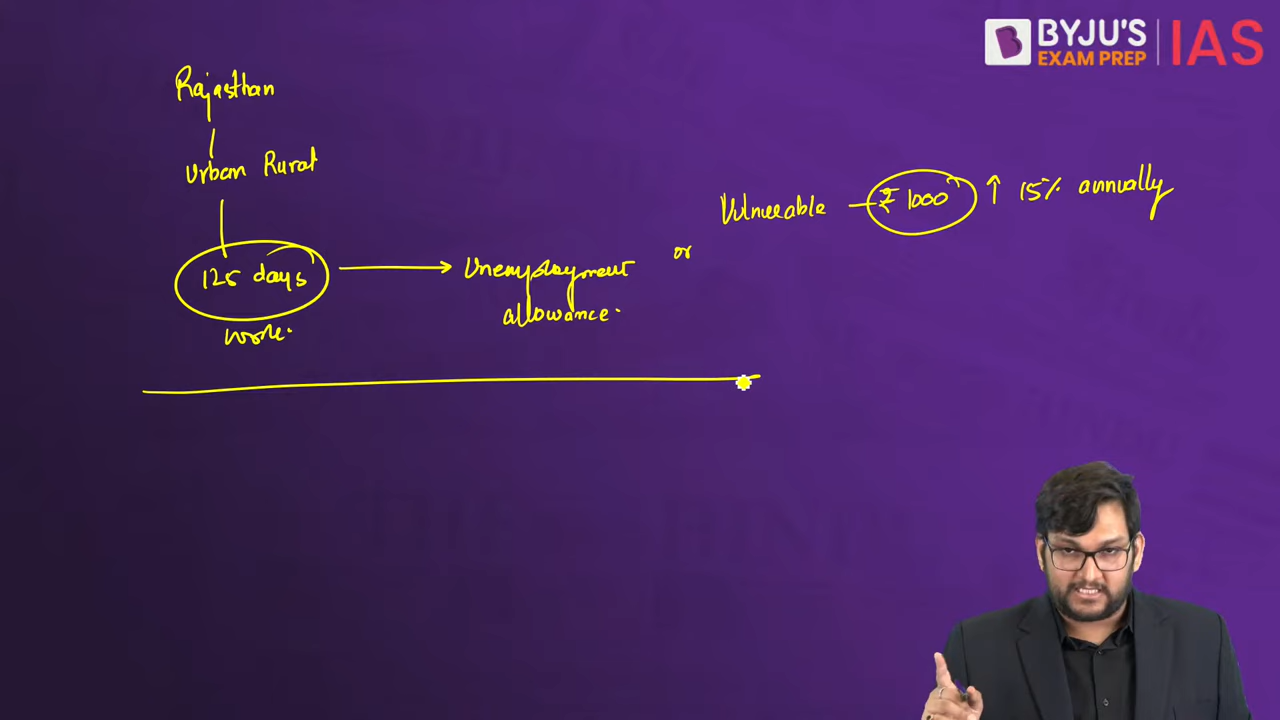 BYJU'S
EXAM PREP
IAS
Rajasthan
Urban Rural
125 days
work.
Unemployment
allowance.
or
Vulnerable — ₹ 1000 ↑ 15% annually